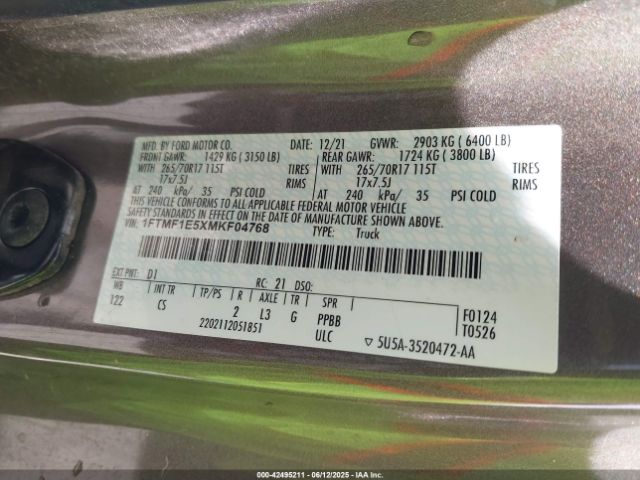 MFD. BY FORD MOTOR CO. DATE: 12/21 GVWR: 2903 KG ( 6400 LB)
FRONT GAWR: 1429 KG ( 3150 LB) REAR GAWR: 1724 KG ( 3800 LB)
WITH 265/70R17 115T TIRES WITH 265/70R17 115T TIRES
17x7.5J RIMS 17x7.5J RIMS
AT 240 kPa/ 35 PSI COLD AT 240 kPa/ 35 PSI COLD
THIS VEHICLE CONFORMS TO ALL APPLICABLE FEDERAL MOTOR VEHICLE
SAFETY AND THEFT PREVENTION STANDARDS IN EFFECT ON THE DATE OF MANUFACTURE SHOWN ABOVE.
VIN: 1FTMF1E5XMKF04768 TYPE: Truck
EXT PNT: D1 RC: 21 DSO:
WB INT TR TP/PS R AXLE TR SPR
122 CS 2 L3 G PPBB
2202112051851 ULC
F0124
T0526
5U5A-3520472-AA
000-42495211 - 06/12/2025 - IAA Inc.